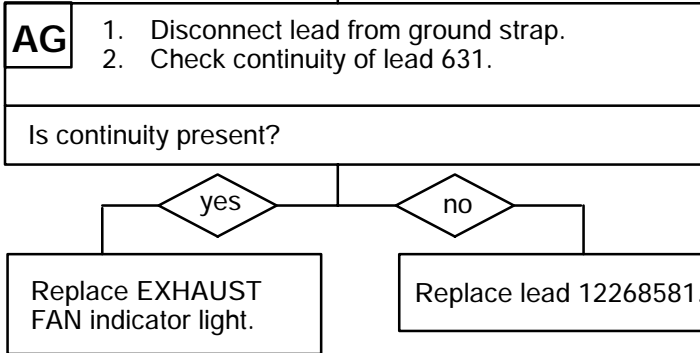 AG
1. Disconnect lead from ground strap.
2. Check continuity of lead 631.
Is continuity present?
yes
no
Replace EXHAUST
FAN indicator light.
Replace lead 12268581.